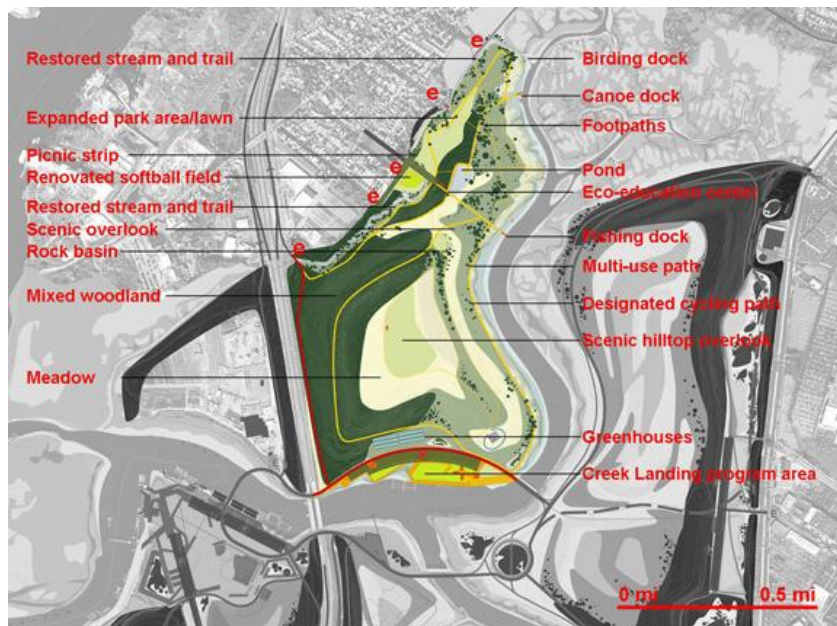 e
Restored stream and trail
Birding dock
e
Canoe dock
Expanded park area/lawn
Footpaths
Picnic strip
e
Pond
Renovated softball field
e
Eco-education center
Restored stream and trail
Scenic overlook
Fishing dock
e
Rock basin
Multi-use path
Mixed woodland
Designated cycling path
Scenic hilltop overlook
Meadow
Greenhouses
Creek Landing program area
0 mi 0.5 mi